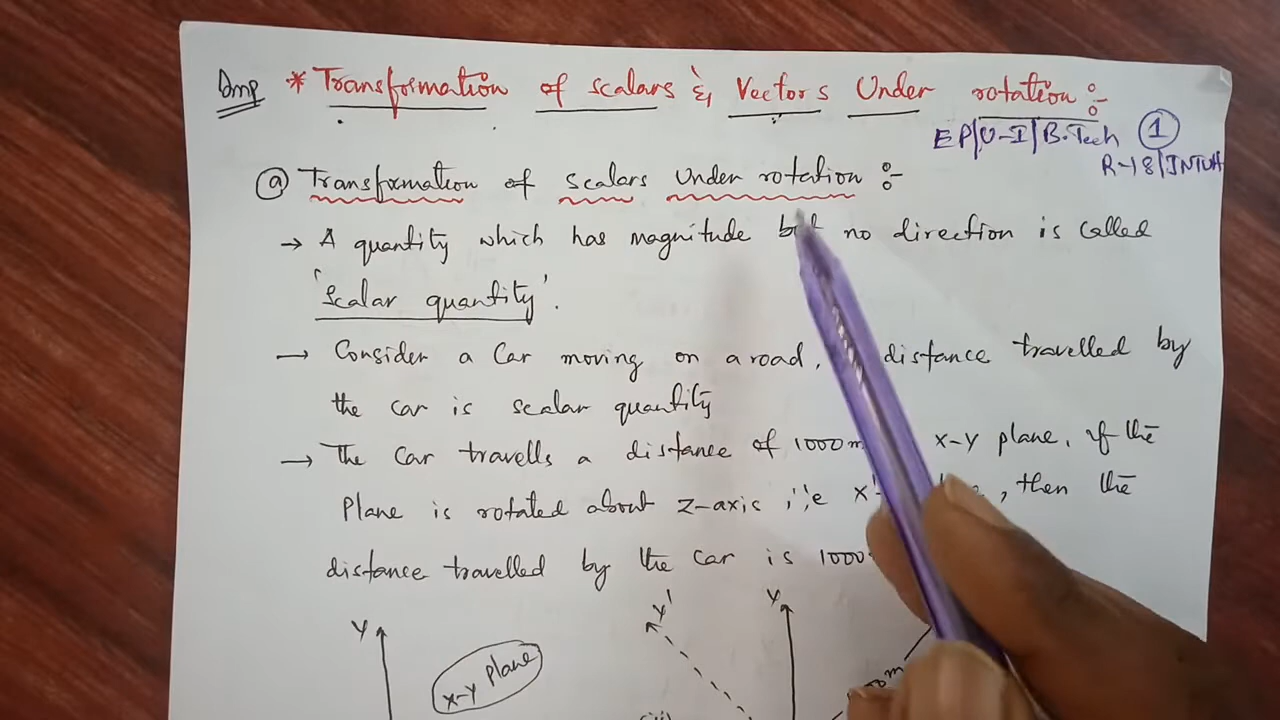 Imp * Transformation of scalars & Vectors Under rotation :-
EP|U-I|B.Tech ①
R-18|JNTUH
ⓐ Transformation of scalars Under rotation :-
→ A quantity which has magnitude but no direction is called
'Scalar quantity'.
→ Consider a Car moving on a road, distance travelled by
the car is scalar quantity
→ The Car travells a distance of 1000m x-y plane, if the
Plane is rotated about z-axis i,e , then the
distance travelled by the Car is 1000
Y
x-y plane
Y'
Y